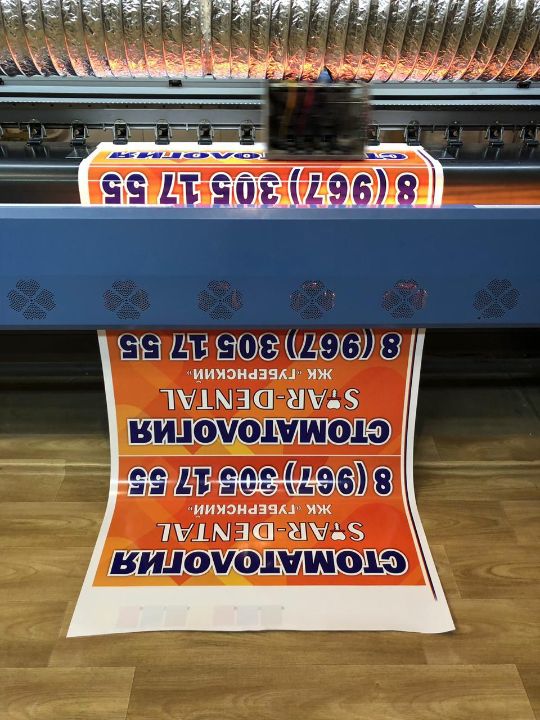 СТОМАТОЛОГИЯ
STAR-DENTAL
ЖК «ГУБЕРНСКИЙ»
8 (967) 305 17 55
СТОМАТОЛОГИЯ
STAR-DENTAL
ЖК «ГУБЕРНСКИЙ»
8 (967) 305 17 55
8 (967) 305 17 55
СТОМАТОЛОГИЯ